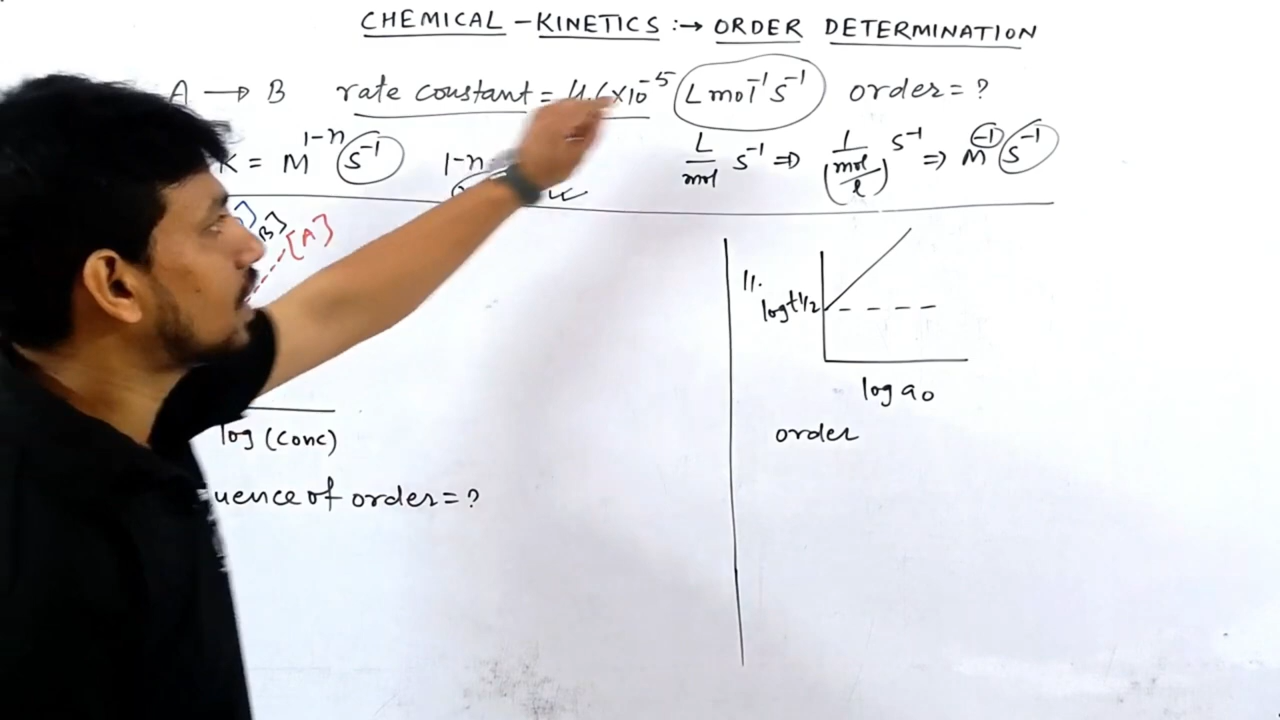 CHEMICAL - KINETICS :→ ORDER DETERMINATION
A → B rate constant = 4.6×10⁻⁵ L mol⁻¹ s⁻¹ order = ?
K = M¹⁻ⁿ s⁻¹ 1-n L/mol s⁻¹ ⇒ 1/(mol/l) s⁻¹ ⇒ M⁻¹ s⁻¹
B] [A]
11.
log t1/2
log a₀
log (conc)
order
uence of order = ?